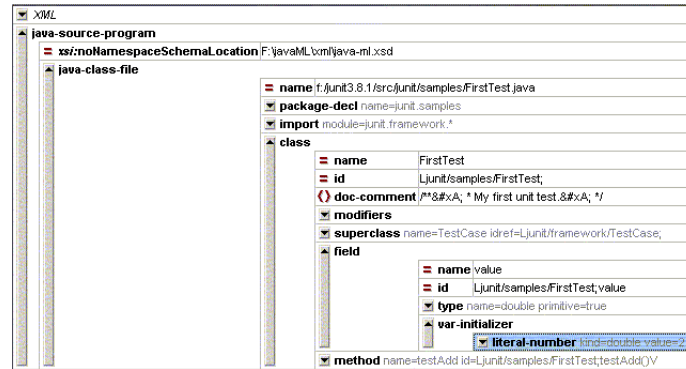 XML
java-source-program
= xsi:noNamespaceSchemaLocation F:\javaML\xml\java-ml.xsd
java-class-file
= name f:/junit3.8.1/src/junit/samples/FirstTest.java
package-decl name=junit.samples
import module=junit.framework.*
class
= name FirstTest
= id Ljunit/samples/FirstTest;
() doc-comment /**&#xA; * My first unit test.&#xA; */
modifiers
superclass name=TestCase idref=Ljunit/framework/TestCase;
field
= name value
= id Ljunit/samples/FirstTest;value
type name=double primitive=true
var-initializer
literal-number kind=double value=2
method name=testAdd id=Ljunit/samples/FirstTest;testAdd()V